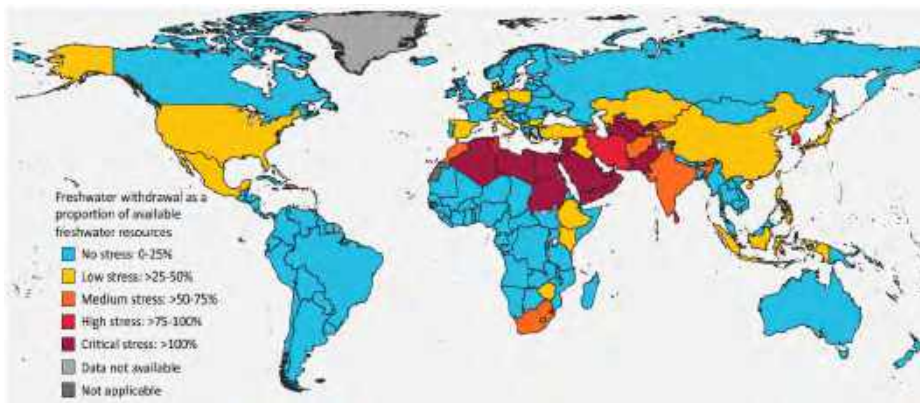 Freshwater withdrawal as a
proportion of available
freshwater resources
No stress: 0-25%
Low stress: >25-50%
Medium stress: >50-75%
High stress: >75-100%
Critical stress: >100%
Data not available
Not applicable